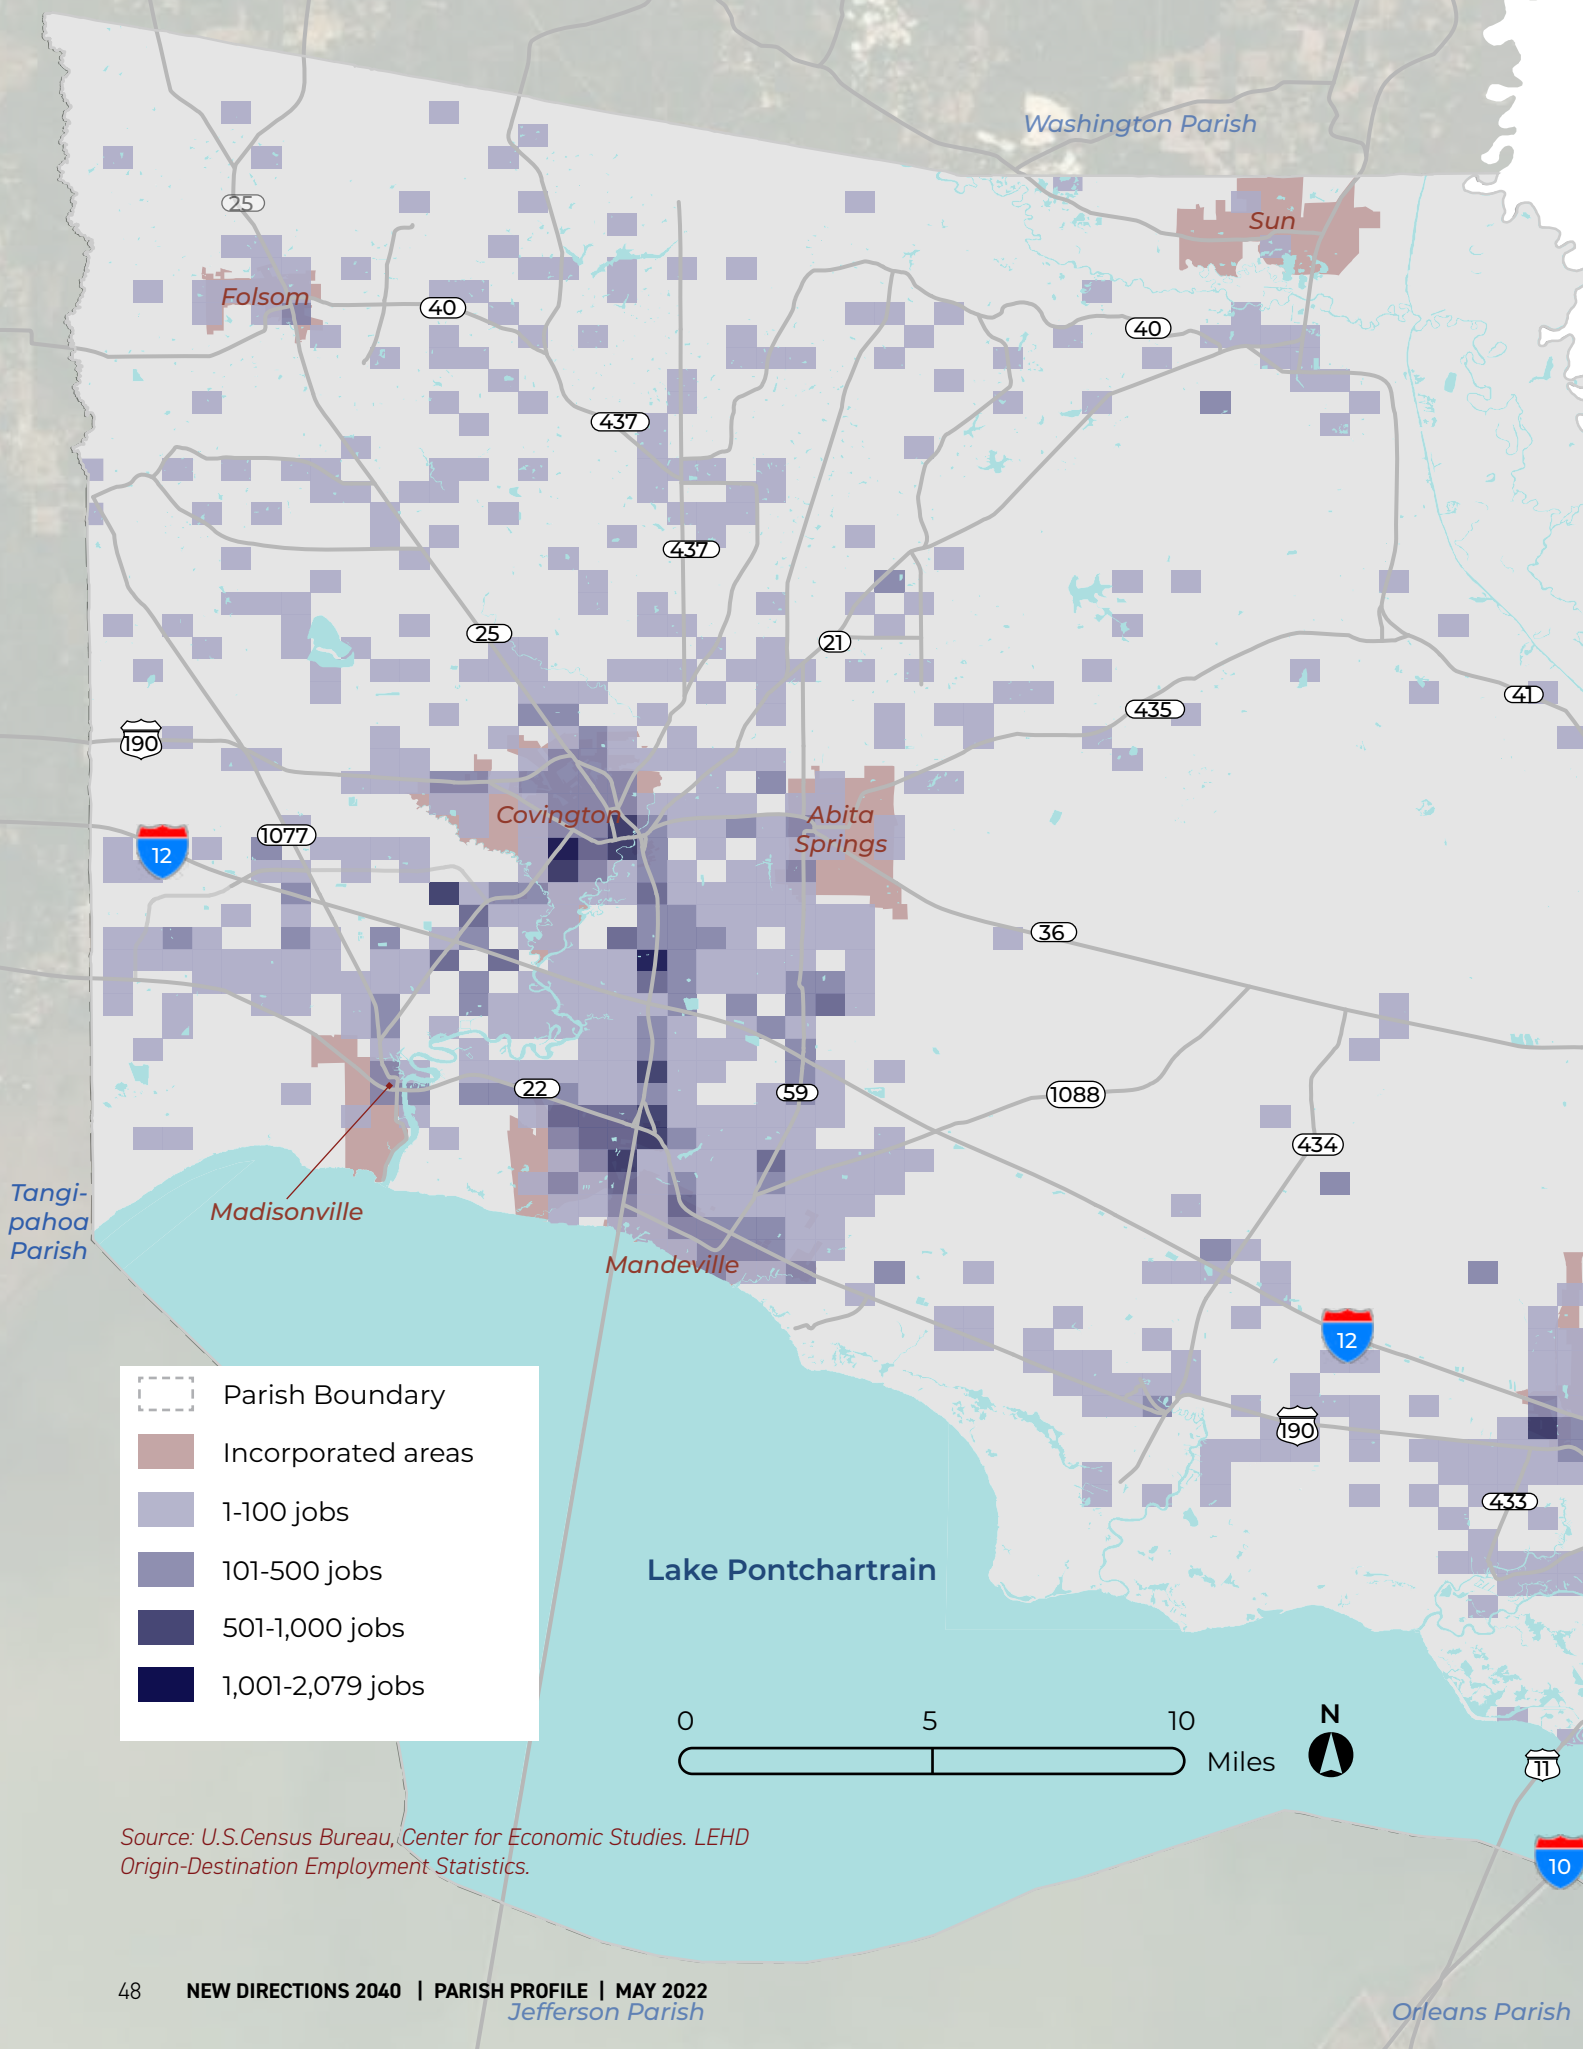 Washington Parish
Sun
25
Folsom
40
40
437
437
25
21
435
41
190
Covington
Abita
Springs
1077
12
36
22
59
1088
434
Tangi-
pahoa
Parish
Madisonville
Mandeville
12
190
433
Parish Boundary
Incorporated areas
1-100 jobs
101-500 jobs
501-1,000 jobs
1,001-2,079 jobs
Lake Pontchartrain
0 5 10
Miles
N
11
10
Source: U.S.Census Bureau, Center for Economic Studies. LEHD
Origin-Destination Employment Statistics.
48 NEW DIRECTIONS 2040 | PARISH PROFILE | MAY 2022
Jefferson Parish
Orleans Parish